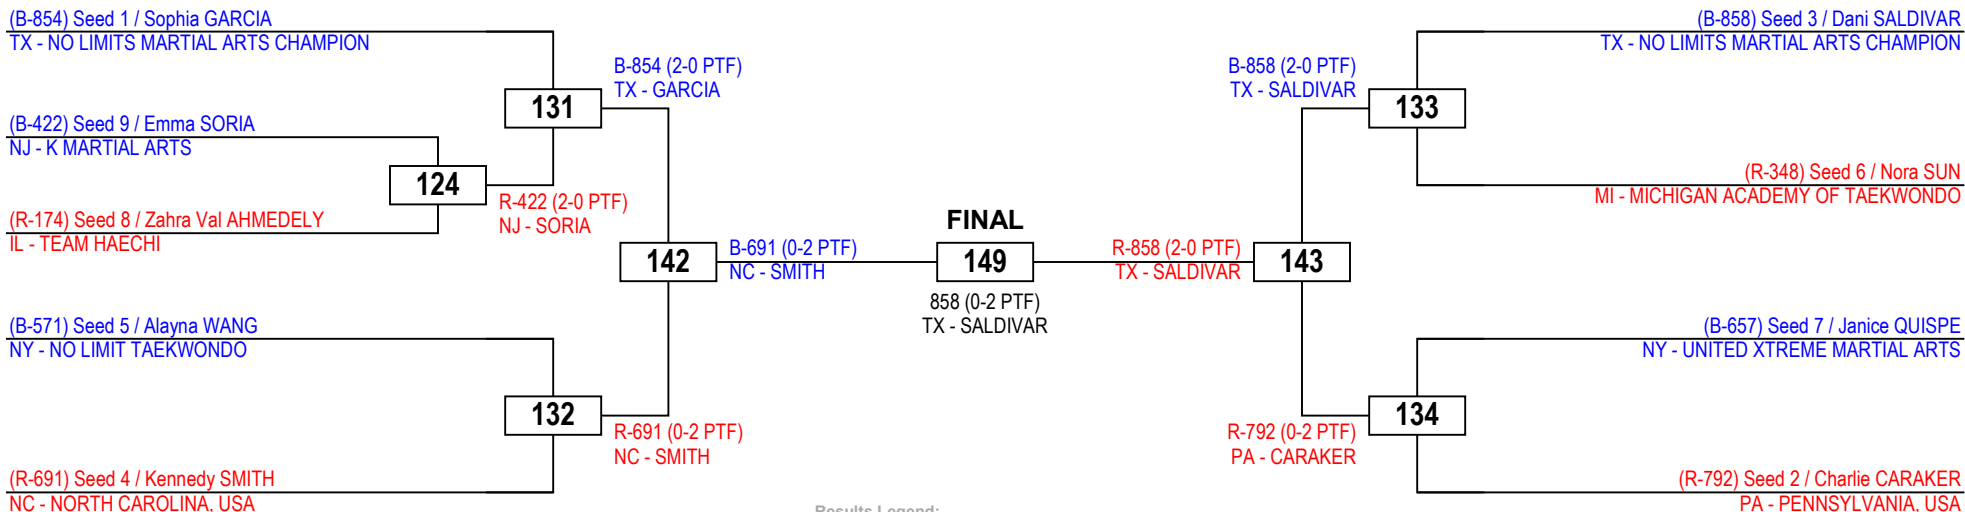 (B-854) Seed 1 / Sophia GARCIA
TX - NO LIMITS MARTIAL ARTS CHAMPION
B-854 (2-0 PTF)
TX - GARCIA
131
(B-422) Seed 9 / Emma SORIA
NJ - K MARTIAL ARTS
124
R-422 (2-0 PTF)
NJ - SORIA
(R-174) Seed 8 / Zahra Val AHMEDELY
IL - TEAM HAECHI
142
B-691 (0-2 PTF)
NC - SMITH
(B-571) Seed 5 / Alayna WANG
NY - NO LIMIT TAEKWONDO
132
R-691 (0-2 PTF)
NC - SMITH
(R-691) Seed 4 / Kennedy SMITH
NC - NORTH CAROLINA, USA
FINAL
149
858 (0-2 PTF)
TX - SALDIVAR
(B-858) Seed 3 / Dani SALDIVAR
TX - NO LIMITS MARTIAL ARTS CHAMPION
B-858 (2-0 PTF)
TX - SALDIVAR
133
(R-348) Seed 6 / Nora SUN
MI - MICHIGAN ACADEMY OF TAEKWONDO
R-858 (2-0 PTF)
TX - SALDIVAR
143
(B-657) Seed 7 / Janice QUISPE
NY - UNITED XTREME MARTIAL ARTS
134
R-792 (0-2 PTF)
PA - CARAKER
(R-792) Seed 2 / Charlie CARAKER
PA - PENNSYLVANIA, USA
Results Legend: